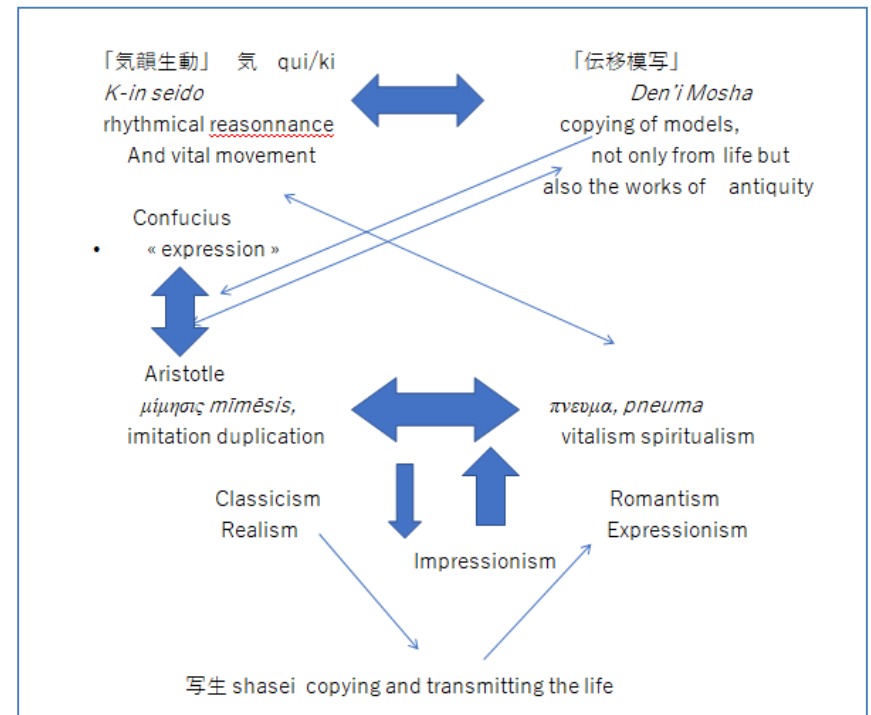 「気韻生動」 気 qui/ki
K-in seido
rhythmical reasonnance
And vital movement
「伝移模写」
Den'i Mosha
copying of models,
not only from life but
also the works of antiquity
Confucius
• « expression »
Aristotle
μίμησις mīmēsis,
imitation duplication
πνευμα, pneuma
vitalism spiritualism
Classicism
Realism
Romantism
Expressionism
Impressionism
写生 shasei copying and transmitting the life